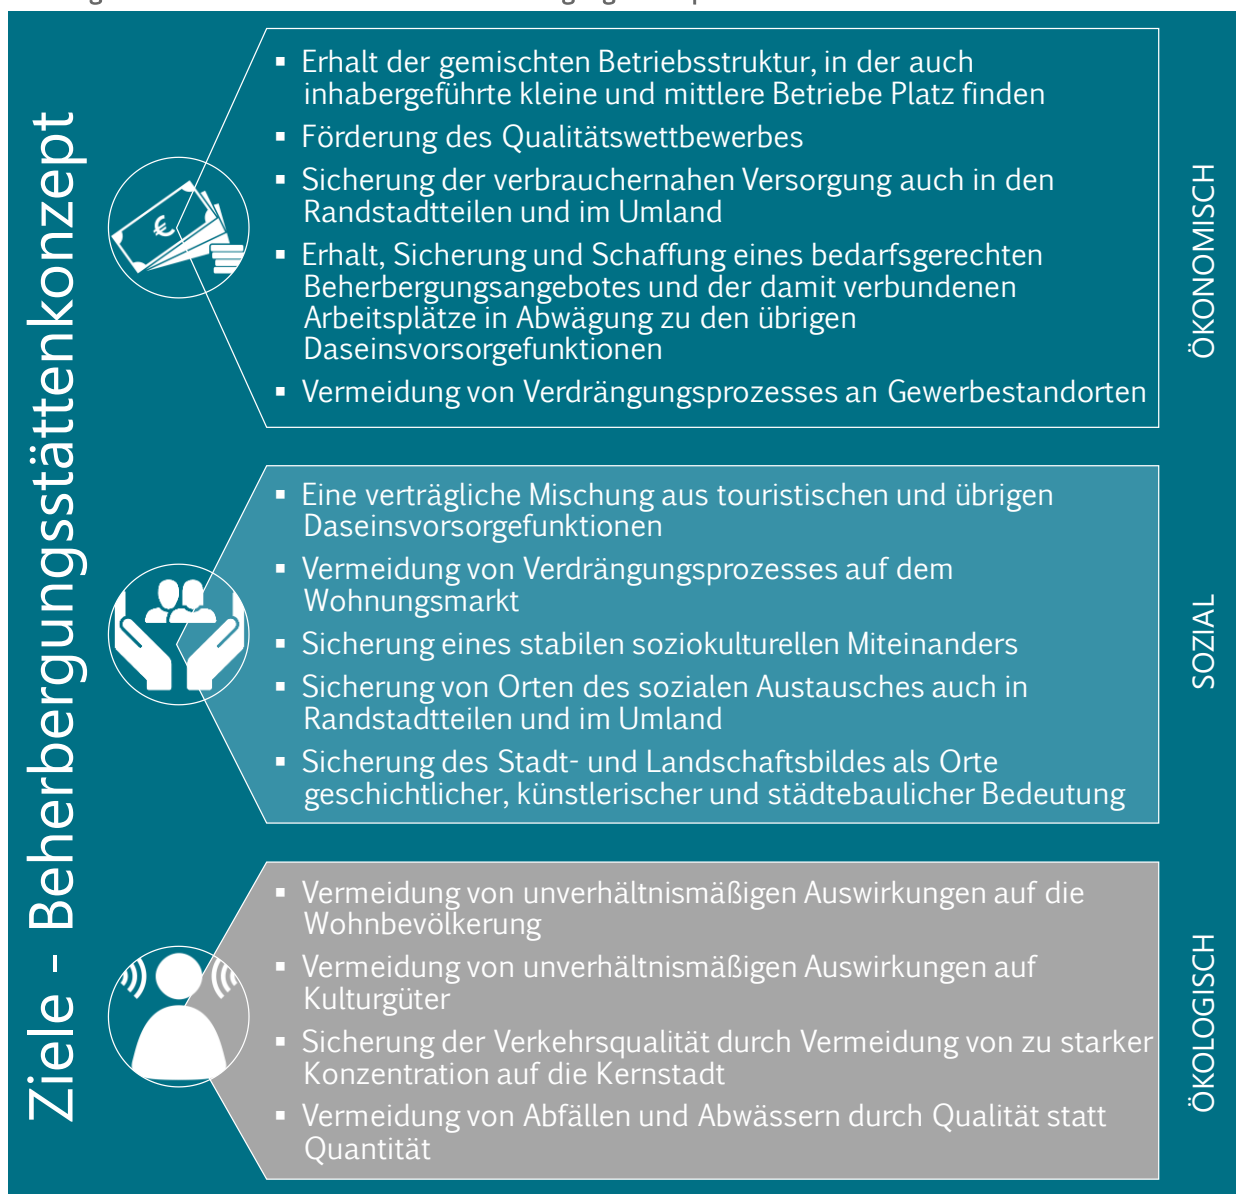 Ziele - Beherbergungsstättenkonzept
▪ Erhalt der gemischten Betriebsstruktur, in der auch
inhabergeführte kleine und mittlere Betriebe Platz finden
▪ Förderung des Qualitätswettbewerbes
▪ Sicherung der verbrauchernahen Versorgung auch in den
Randstadtteilen und im Umland
▪ Erhalt, Sicherung und Schaffung eines bedarfsgerechten
Beherbergungsangebotes und der damit verbundenen
Arbeitsplätze in Abwägung zu den übrigen
Daseinsvorsorgefunktionen
▪ Vermeidung von Verdrängungsprozesses an Gewerbestandorten
ÖKONOMISCH
€
▪ Eine verträgliche Mischung aus touristischen und übrigen
Daseinsvorsorgefunktionen
▪ Vermeidung von Verdrängungsprozesses auf dem
Wohnungsmarkt
▪ Sicherung eines stabilen soziokulturellen Miteinanders
▪ Sicherung von Orten des sozialen Austausches auch in
Randstadtteilen und im Umland
▪ Sicherung des Stadt- und Landschaftsbildes als Orte
geschichtlicher, künstlerischer und städtebaulicher Bedeutung
SOZIAL
▪ Vermeidung von unverhältnismäßigen Auswirkungen auf die
Wohnbevölkerung
▪ Vermeidung von unverhältnismäßigen Auswirkungen auf
Kulturgüter
▪ Sicherung der Verkehrsqualität durch Vermeidung von zu starker
Konzentration auf die Kernstadt
▪ Vermeidung von Abfällen und Abwässern durch Qualität statt
Quantität
ÖKOLOGISCH